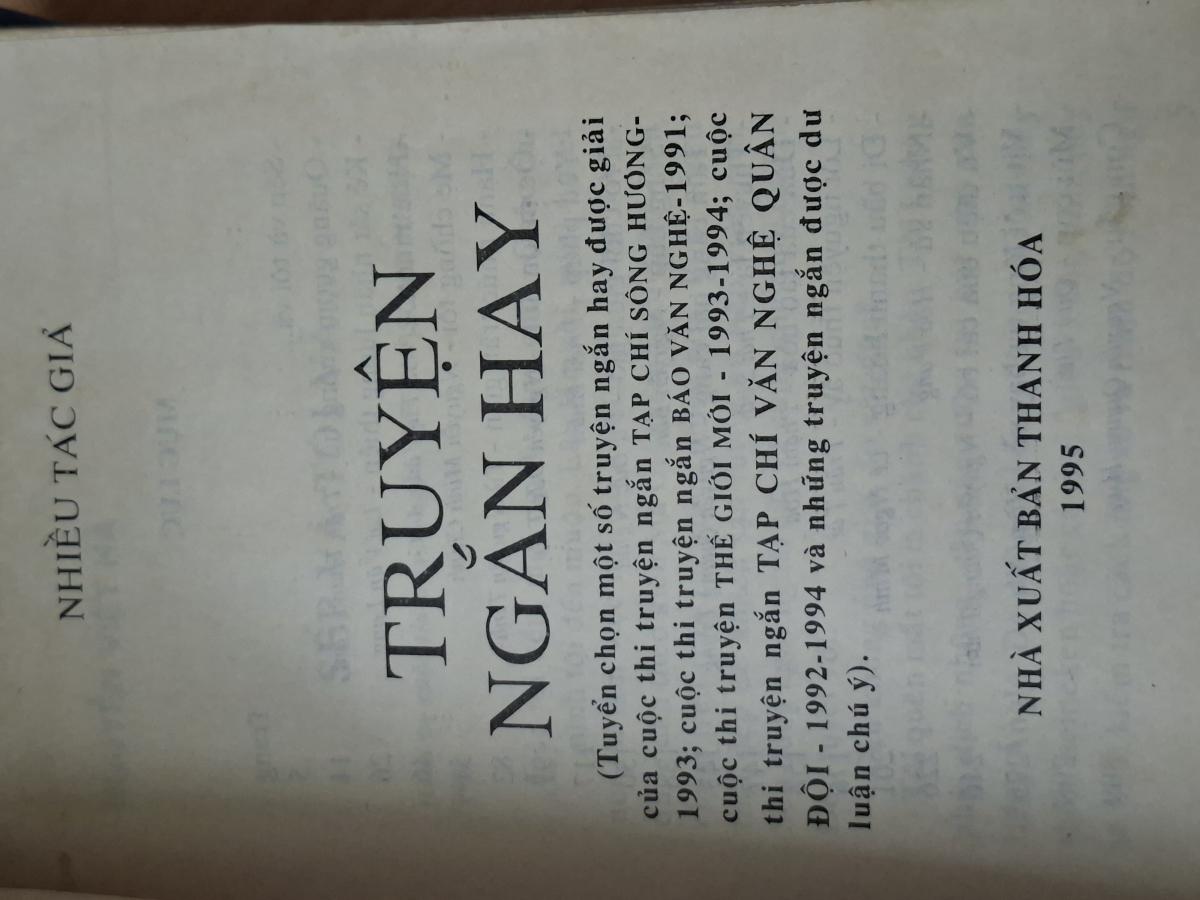 NHIỀU TÁC GIẢ
TRUYỆN
NGẮN HAY
(Tuyển chọn một số truyện ngắn hay được giải
của cuộc thi truyện ngắn TẠP CHÍ SÔNG HƯƠNG-
1993; cuộc thi truyện ngắn BÁO VĂN NGHỆ-1991;
cuộc thi truyện THẾ GIỚI MỚI - 1993-1994; cuộc
thi truyện ngắn TẠP CHÍ VĂN NGHỆ QUÂN
ĐỘI - 1992-1994 và những truyện ngắn được dư
luận chú ý).
NHÀ XUẤT BẢN THANH HÓA
1995